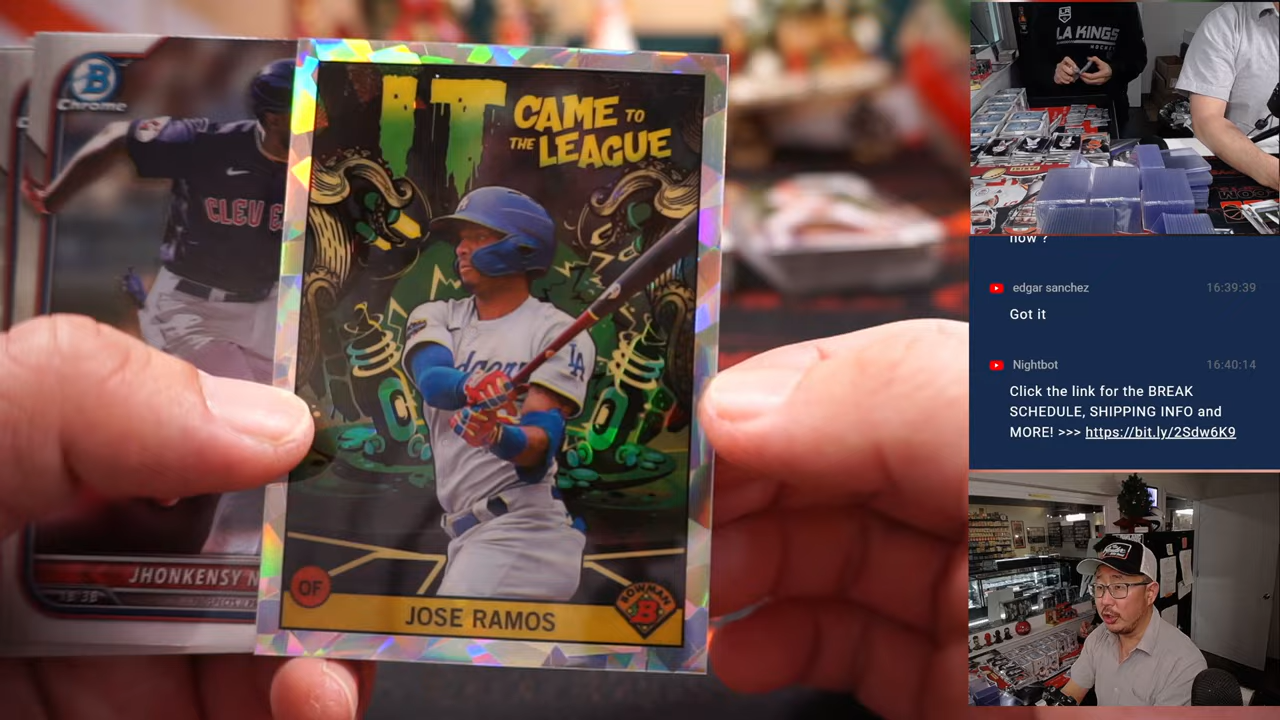 B
Chrome
CLEVE
JHONKENSY N
IT CAME TO
THE LEAGUE
Dodgers
LA
OF
JOSE RAMOS
BOWMAN
B
LA KINGS
HOCKEY
now ?
edgar sanchez 16:39:39
Got it
Nightbot 16:40:14
Click the link for the BREAK
SCHEDULE, SHIPPING INFO and
MORE! >>> https://bit.ly/2Sdw6K9